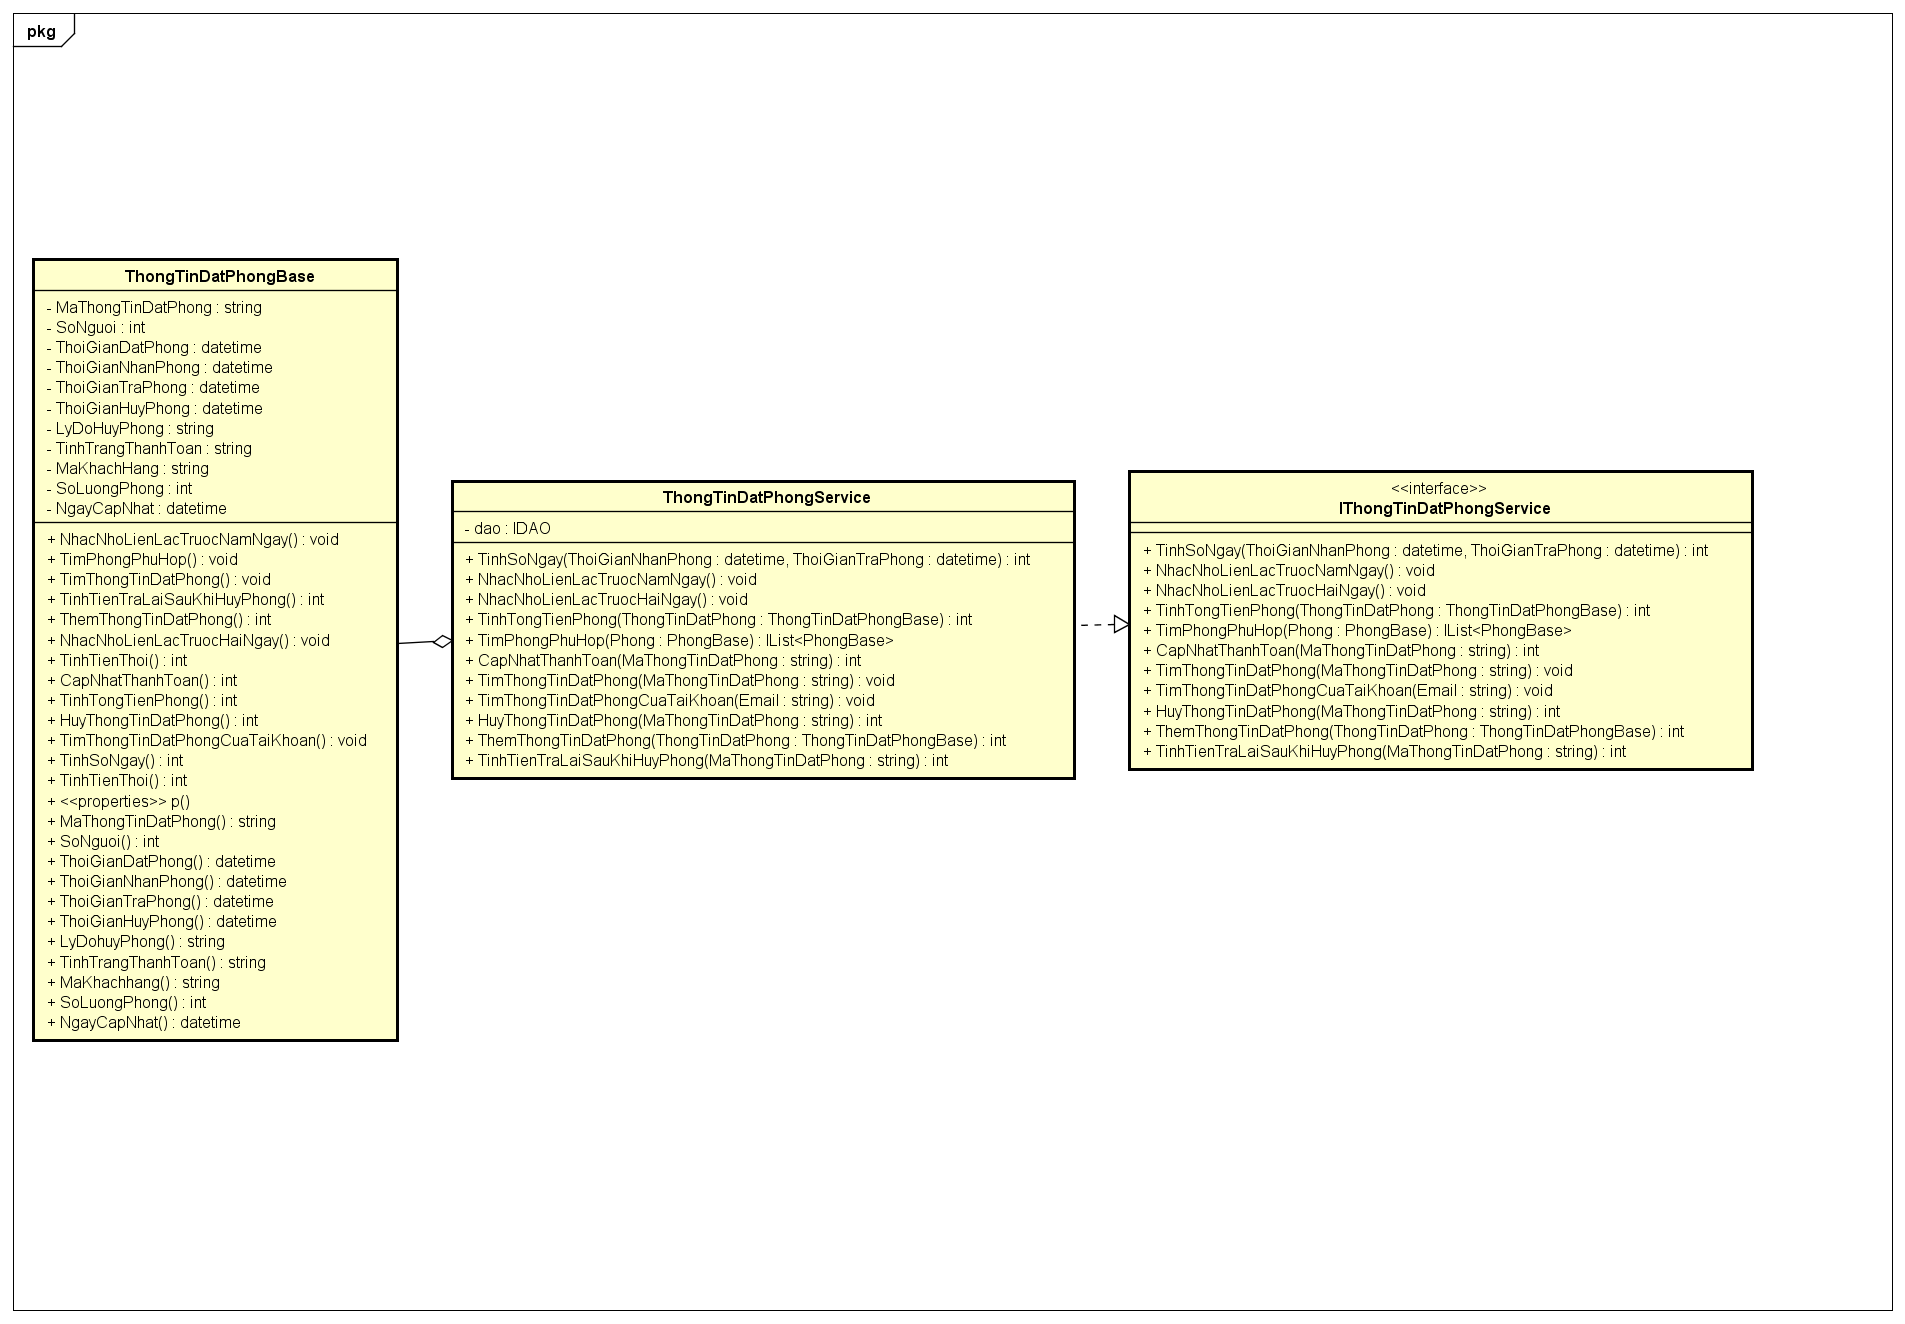 pkg
ThongTinDatPhongBase
- MaThongTinDatPhong : string
- SoNguoi : int
- ThoiGianDatPhong : datetime
- ThoiGianNhanPhong : datetime
- ThoiGianTraPhong : datetime
- ThoiGianHuyPhong : datetime
- LyDoHuyPhong : string
- TinhTrangThanhToan : string
- MaKhachHang : string
- SoLuongPhong : int
- NgayCapNhat : datetime
+ NhacNhoLienLacTruocNamNgay() : void
+ TimPhongPhuHop() : void
+ TimThongTinDatPhong() : void
+ TinhTienTraLaiSauKhiHuyPhong() : int
+ ThemThongTinDatPhong() : int
+ NhacNhoLienLacTruocHaiNgay() : void
+ TinhTienThoi() : int
+ CapNhatThanhToan() : int
+ TinhTongTienPhong() : int
+ HuyThongTinDatPhong() : int
+ TimThongTinDatPhongCuaTaiKhoan() : void
+ TinhSoNgay() : int
+ TinhTienThoi() : int
+ <<properties>> p()
+ MaThongTinDatPhong() : string
+ SoNguoi() : int
+ ThoiGianDatPhong() : datetime
+ ThoiGianNhanPhong() : datetime
+ ThoiGianTraPhong() : datetime
+ ThoiGianHuyPhong() : datetime
+ LyDohuyPhong() : string
+ TinhTrangThanhToan() : string
+ MaKhachhang() : string
+ SoLuongPhong() : int
+ NgayCapNhat() : datetime
ThongTinDatPhongService
- dao : IDAO
+ TinhSoNgay(ThoiGianNhanPhong : datetime, ThoiGianTraPhong : datetime) : int
+ NhacNhoLienLacTruocNamNgay() : void
+ NhacNhoLienLacTruocHaiNgay() : void
+ TinhTongTienPhong(ThongTinDatPhong : ThongTinDatPhongBase) : int
+ TimPhongPhuHop(Phong : PhongBase) : IList<PhongBase>
+ CapNhatThanhToan(MaThongTinDatPhong : string) : int
+ TimThongTinDatPhong(MaThongTinDatPhong : string) : void
+ TimThongTinDatPhongCuaTaiKhoan(Email : string) : void
+ HuyThongTinDatPhong(MaThongTinDatPhong : string) : int
+ ThemThongTinDatPhong(ThongTinDatPhong : ThongTinDatPhongBase) : int
+ TinhTienTraLaiSauKhiHuyPhong(MaThongTinDatPhong : string) : int
<<interface>>
IThongTinDatPhongService
+ TinhSoNgay(ThoiGianNhanPhong : datetime, ThoiGianTraPhong : datetime) : int
+ NhacNhoLienLacTruocNamNgay() : void
+ NhacNhoLienLacTruocHaiNgay() : void
+ TinhTongTienPhong(ThongTinDatPhong : ThongTinDatPhongBase) : int
+ TimPhongPhuHop(Phong : PhongBase) : IList<PhongBase>
+ CapNhatThanhToan(MaThongTinDatPhong : string) : int
+ TimThongTinDatPhong(MaThongTinDatPhong : string) : void
+ TimThongTinDatPhongCuaTaiKhoan(Email : string) : void
+ HuyThongTinDatPhong(MaThongTinDatPhong : string) : int
+ ThemThongTinDatPhong(ThongTinDatPhong : ThongTinDatPhongBase) : int
+ TinhTienTraLaiSauKhiHuyPhong(MaThongTinDatPhong : string) : int